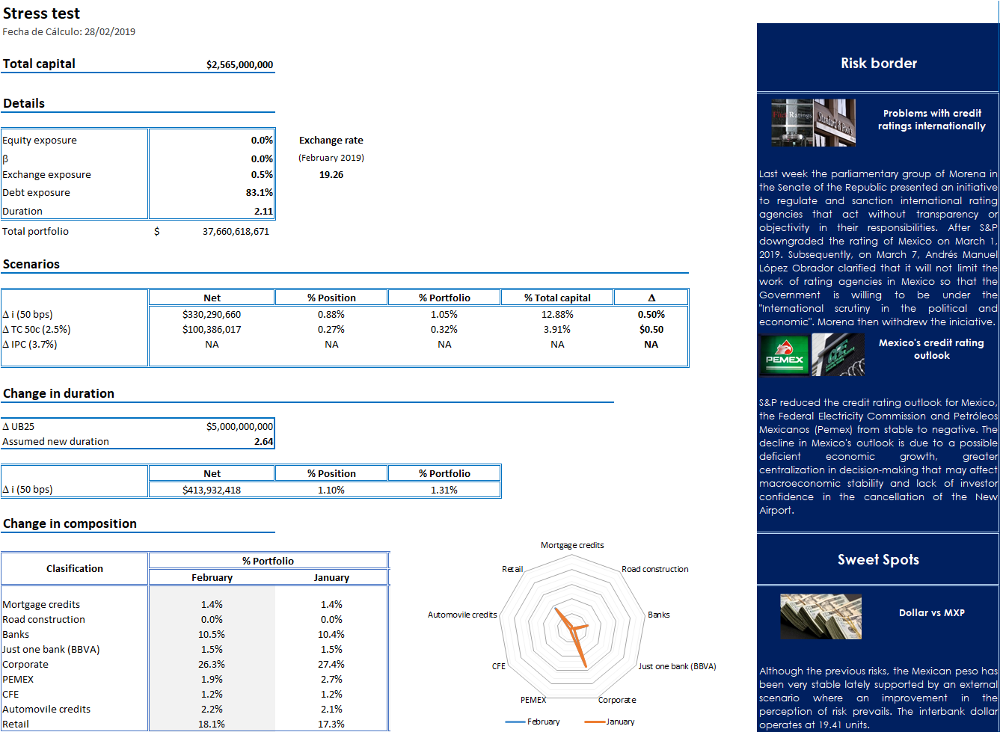 Stress test
Fecha de Cálculo: 28/02/2019
Total capital $2,565,000,000
Details
Equity exposure 0.0%
β 0.0%
Exchange exposure 0.5%
Debt exposure 83.1%
Duration 2.11
Total portfolio $ 37,660,618,671
Exchange rate
(February 2019)
19.26
Scenarios
Net % Position % Portfolio % Total capital Δ
Δ i (50 bps) $330,290,660 0.88% 1.05% 12.88% 0.50%
Δ TC 50c (2.5%) $100,386,017 0.27% 0.32% 3.91% $0.50
Δ IPC (3.7%) NA NA NA NA NA
Change in duration
Δ UB25 $5,000,000,000
Assumed new duration 2.64
Net % Position % Portfolio
Δ i (50 bps) $413,932,418 1.10% 1.31%
Change in composition
Clasification % Portfolio
February January
Mortgage credits 1.4% 1.4%
Road construction 0.0% 0.0%
Banks 10.5% 10.4%
Just one bank (BBVA) 1.5% 1.5%
Corporate 26.3% 27.4%
PEMEX 1.9% 2.7%
CFE 1.2% 1.2%
Automovile credits 2.2% 2.1%
Retail 18.1% 17.3%
Mortgage credits
Road construction
Banks
Just one bank (BBVA)
Corporate
PEMEX
CFE
Automovile credits
Retail
February January
Risk border
Ratings
Problems with credit
ratings internationally
Last week the parliamentary group of Morena in
the Senate of the Republic presented an initiative
to regulate and sanction international rating
agencies that act without transparency or
objectivity in their responsibilities. After S&P
downgraded the rating of Mexico on March 1,
2019. Subsequently, on March 7, Andrés Manuel
López Obrador clarified that it will not limit the
work of rating agencies in Mexico so that the
Government is willing to be under the
"international scrutiny in the political and
economic". Morena then withdrew the iniciative.
PEMEX
CFE
Mexico's credit rating
outlook
S&P reduced the credit rating outlook for Mexico,
the Federal Electricity Commission and Petróleos
Mexicanos (Pemex) from stable to negative. The
decline in Mexico's outlook is due to a possible
deficient economic growth, greater
centralization in decision-making that may affect
macroeconomic stability and lack of investor
confidence in the cancellation of the New
Airport.
Sweet Spots
Dollar vs MXP
Although the previous risks, the Mexican peso has
been very stable lately supported by an external
scenario where an improvement in the
perception of risk prevails. The interbank dollar
operates at 19.41 units.